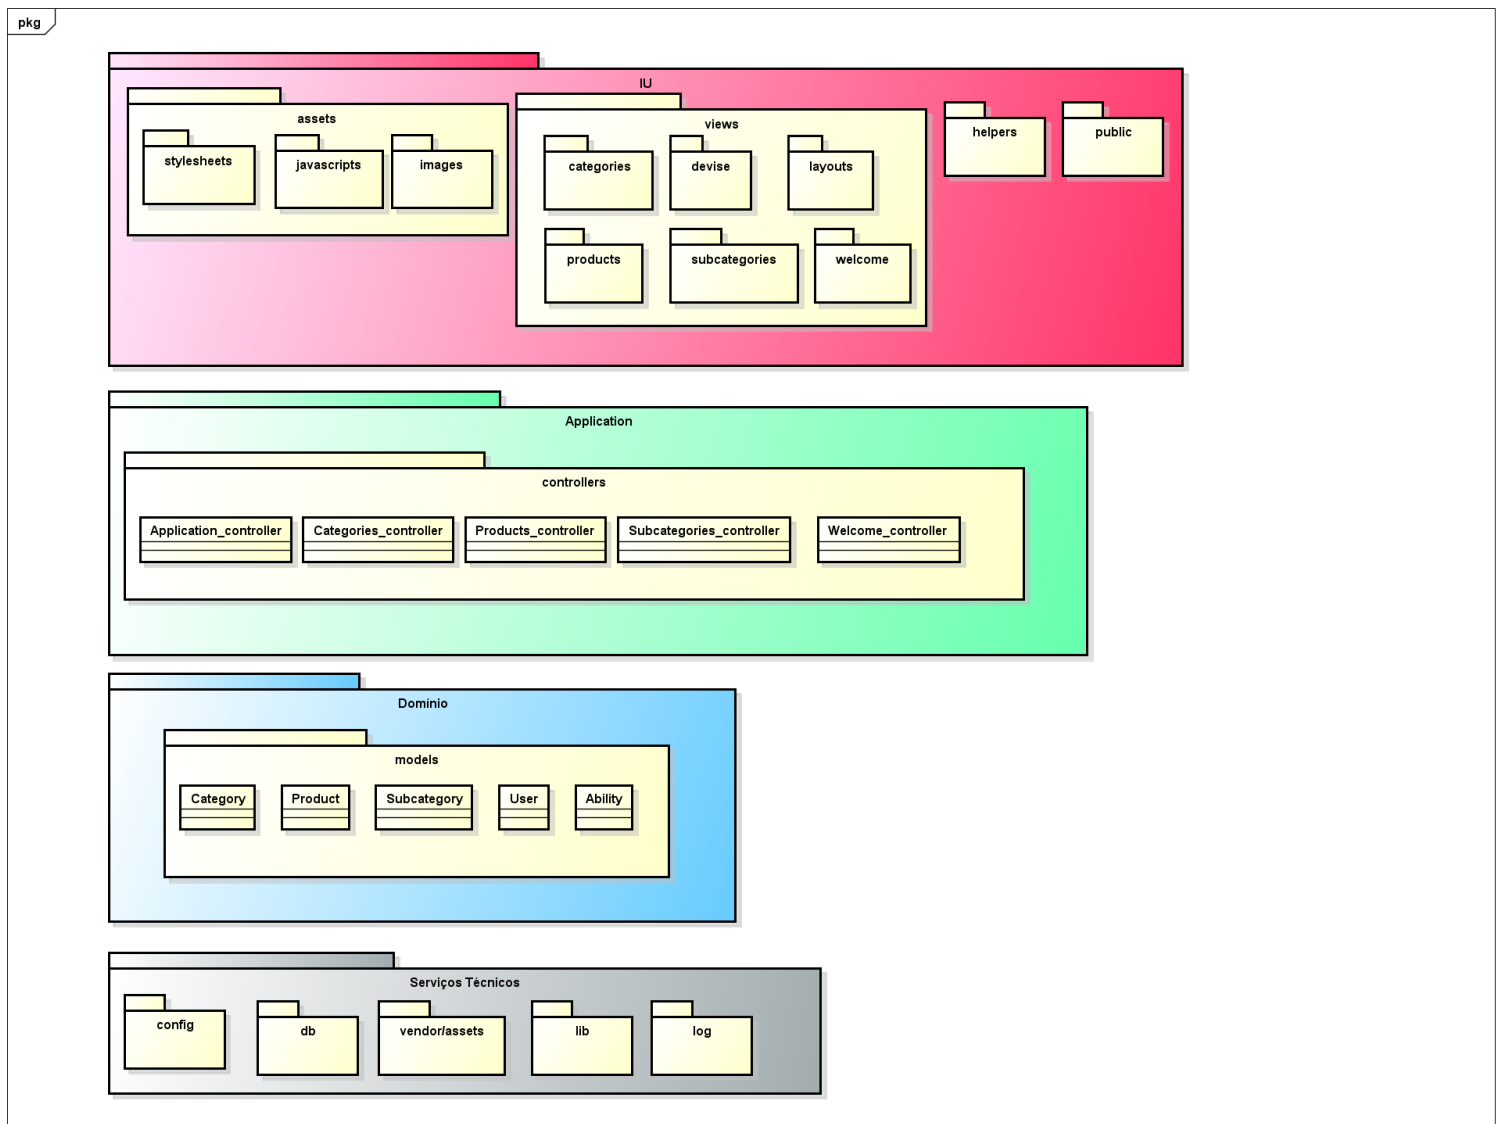 pkg
IU
assets
stylesheets
javascripts
images
views
categories
devise
layouts
products
subcategories
welcome
helpers
public
Application
controllers
Application_controller
Categories_controller
Products_controller
Subcategories_controller
Welcome_controller
Domínio
models
Category
Product
Subcategory
User
Ability
Serviços Técnicos
config
db
vendor/assets
lib
log